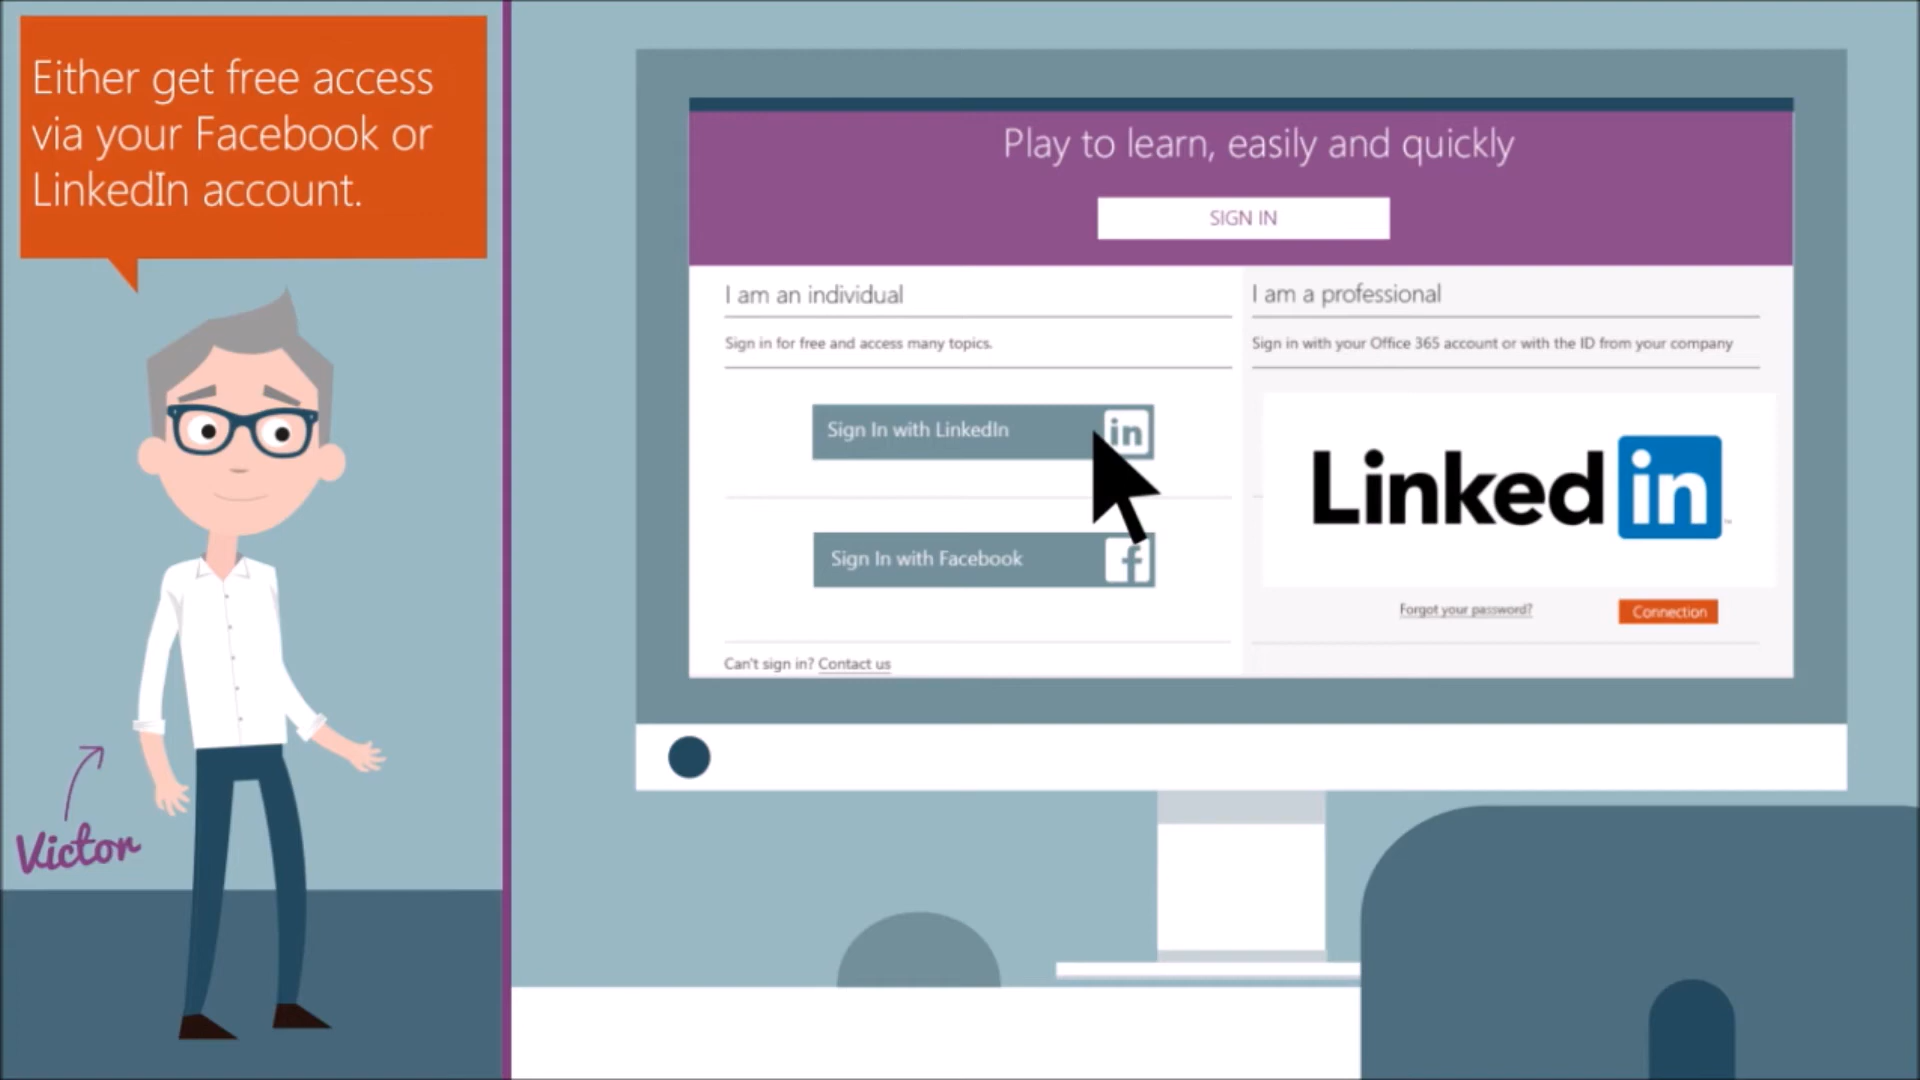 Either get free access
via your Facebook or
LinkedIn account.
Victor
Play to learn, easily and quickly
SIGN IN
I am an individual
Sign in for free and access many topics.
Sign In with LinkedIn
in
Sign In with Facebook
f
Can't sign in? Contact us
I am a professional
Sign in with your Office 365 account or with the ID from your company
Linked in
Forgot your password?
Connection